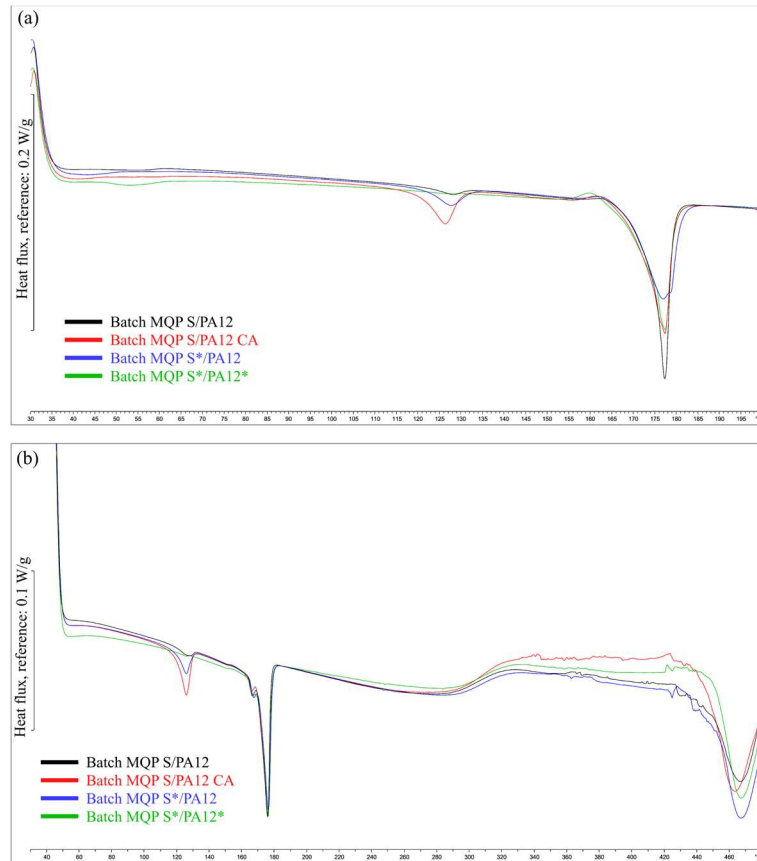 (a)
Heat flux, reference: 0.2 W/g
Batch MQP S/PA12
Batch MQP S/PA12 CA
Batch MQP S*/PA12
Batch MQP S*/PA12*
30 35 40 45 50 55 60 65 70 75 80 85 90 95 100 105 110 115 120 125 130 135 140 145 150 155 160 165 170 175 180 185 190 195
(b)
Heat flux, reference: 0.1 W/g
Batch MQP S/PA12
Batch MQP S/PA12 CA
Batch MQP S*/PA12
Batch MQP S*/PA12*
40 60 80 100 120 140 160 180 200 220 240 260 280 300 320 340 360 380 400 420 440 460